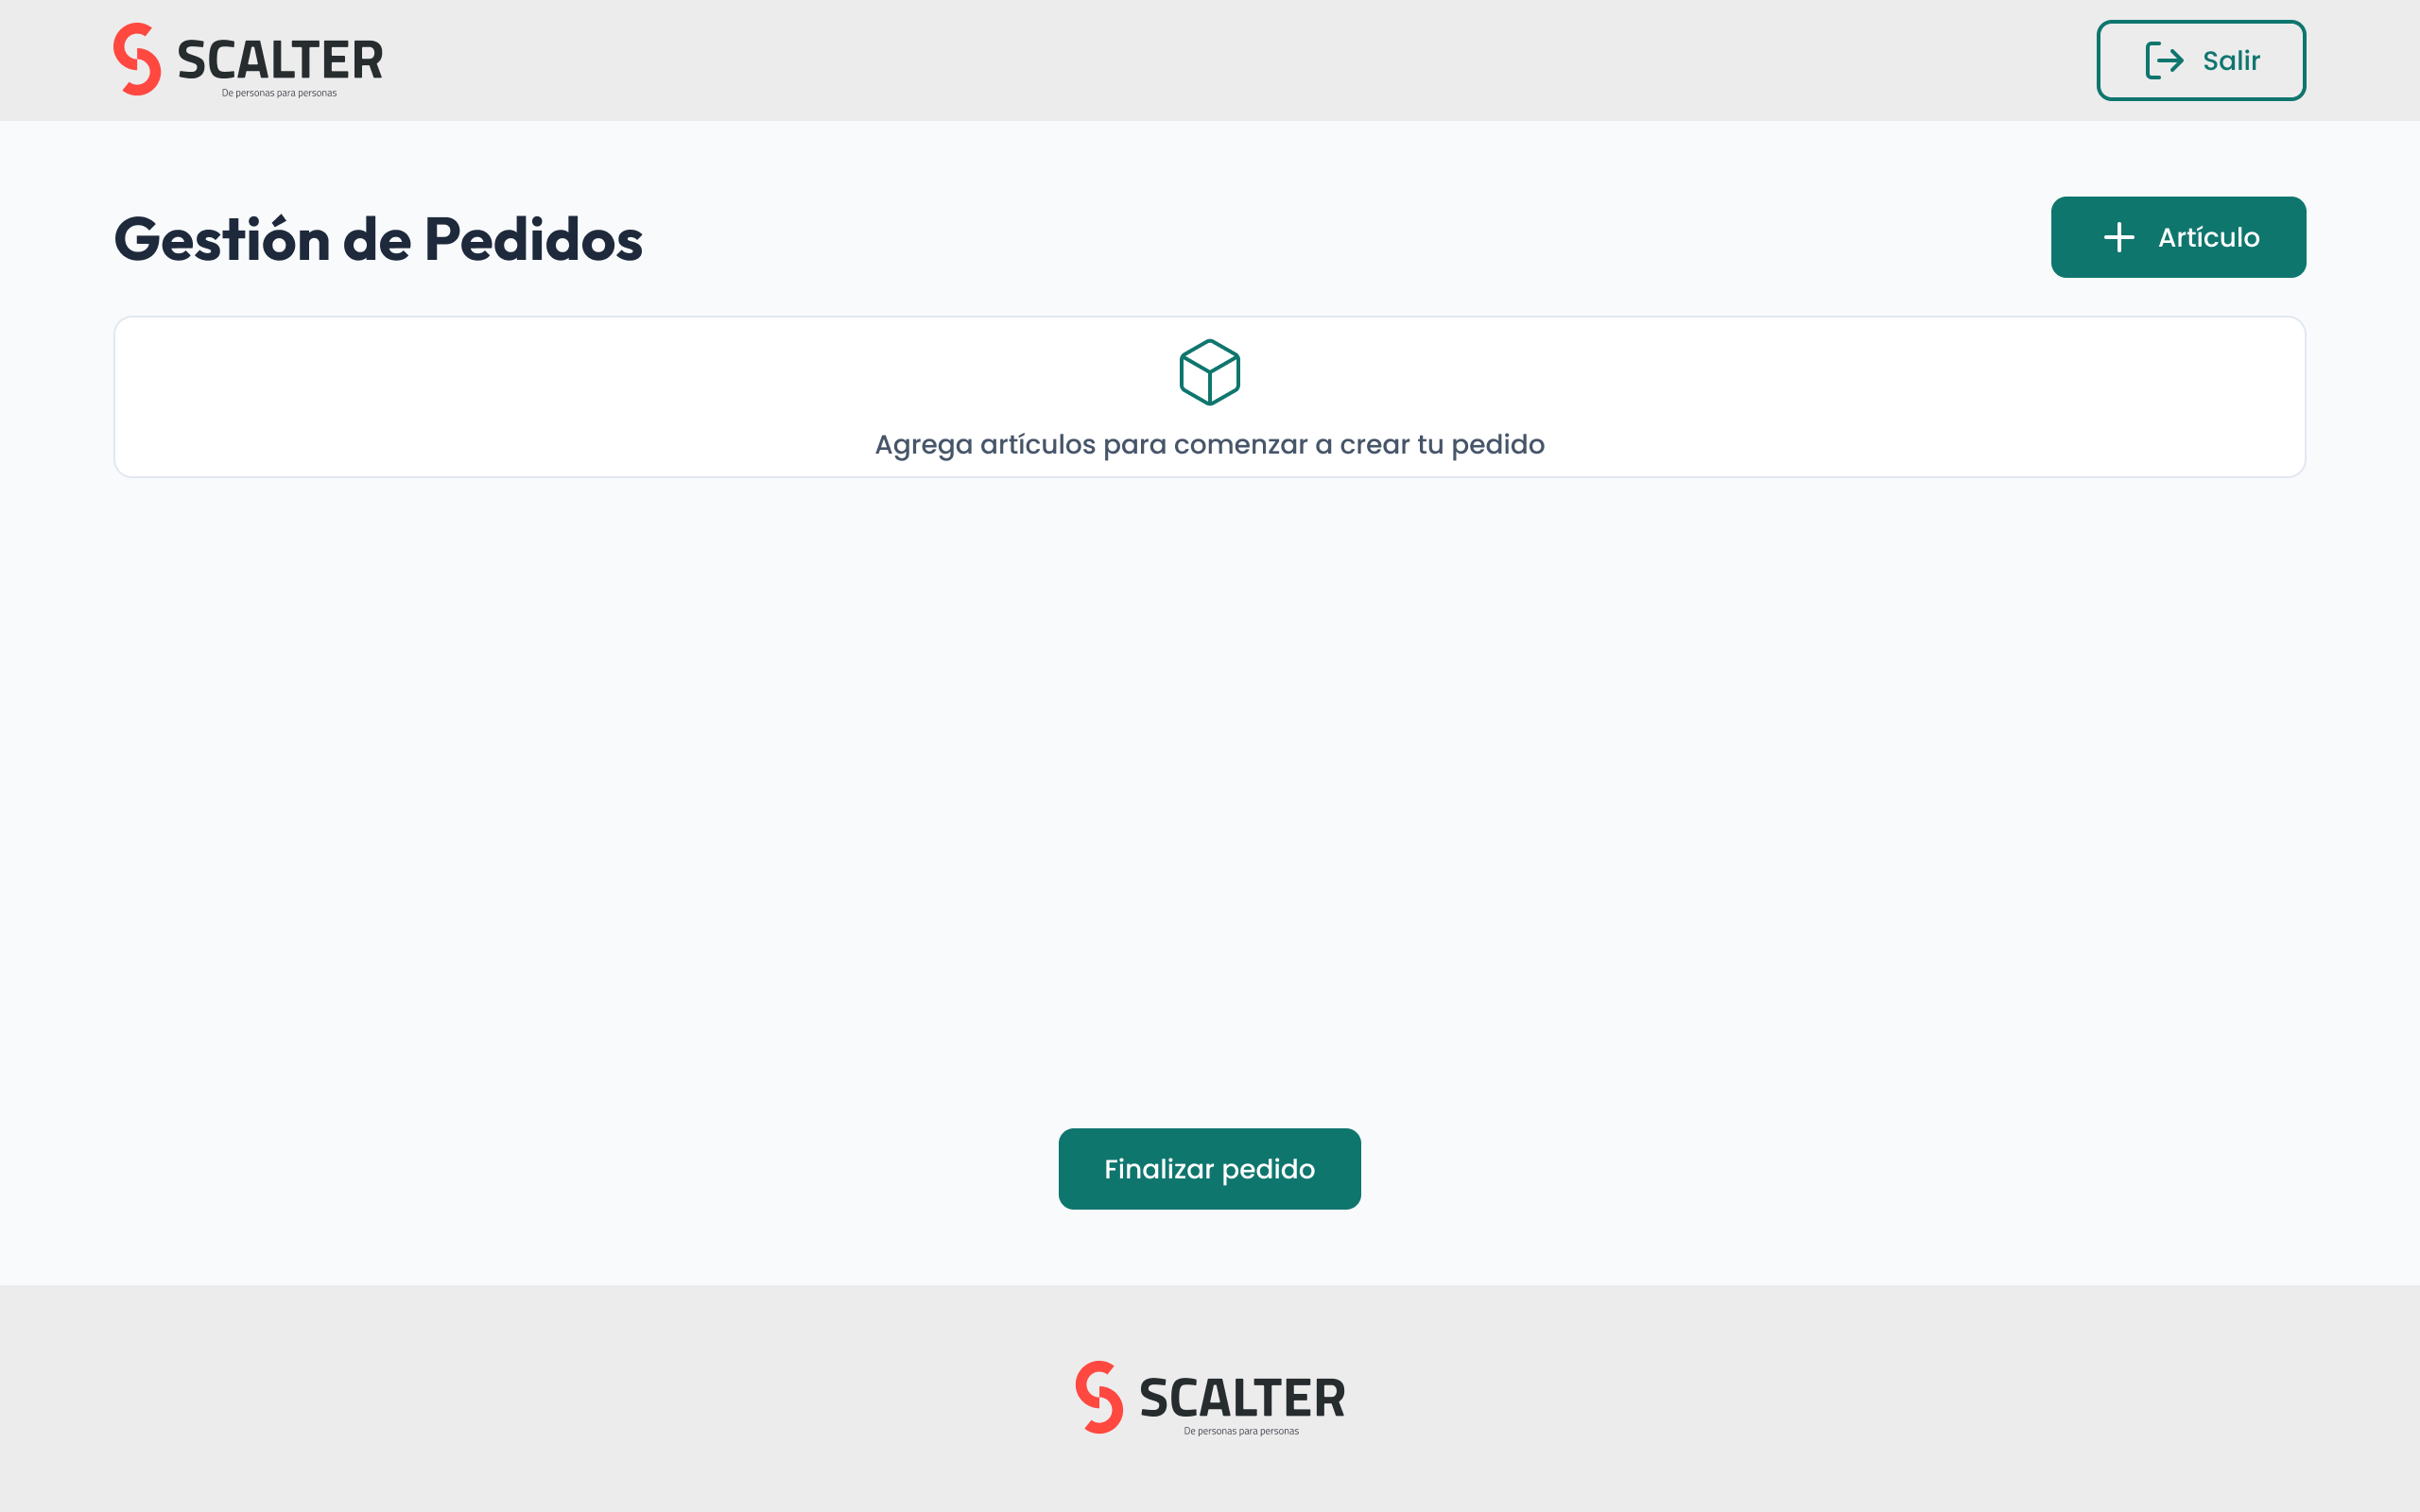 SCALTER
De personas para personas
Salir
Gestión de Pedidos
Artículo
Agrega artículos para comenzar a crear tu pedido
Finalizar pedido
SCALTER
De personas para personas